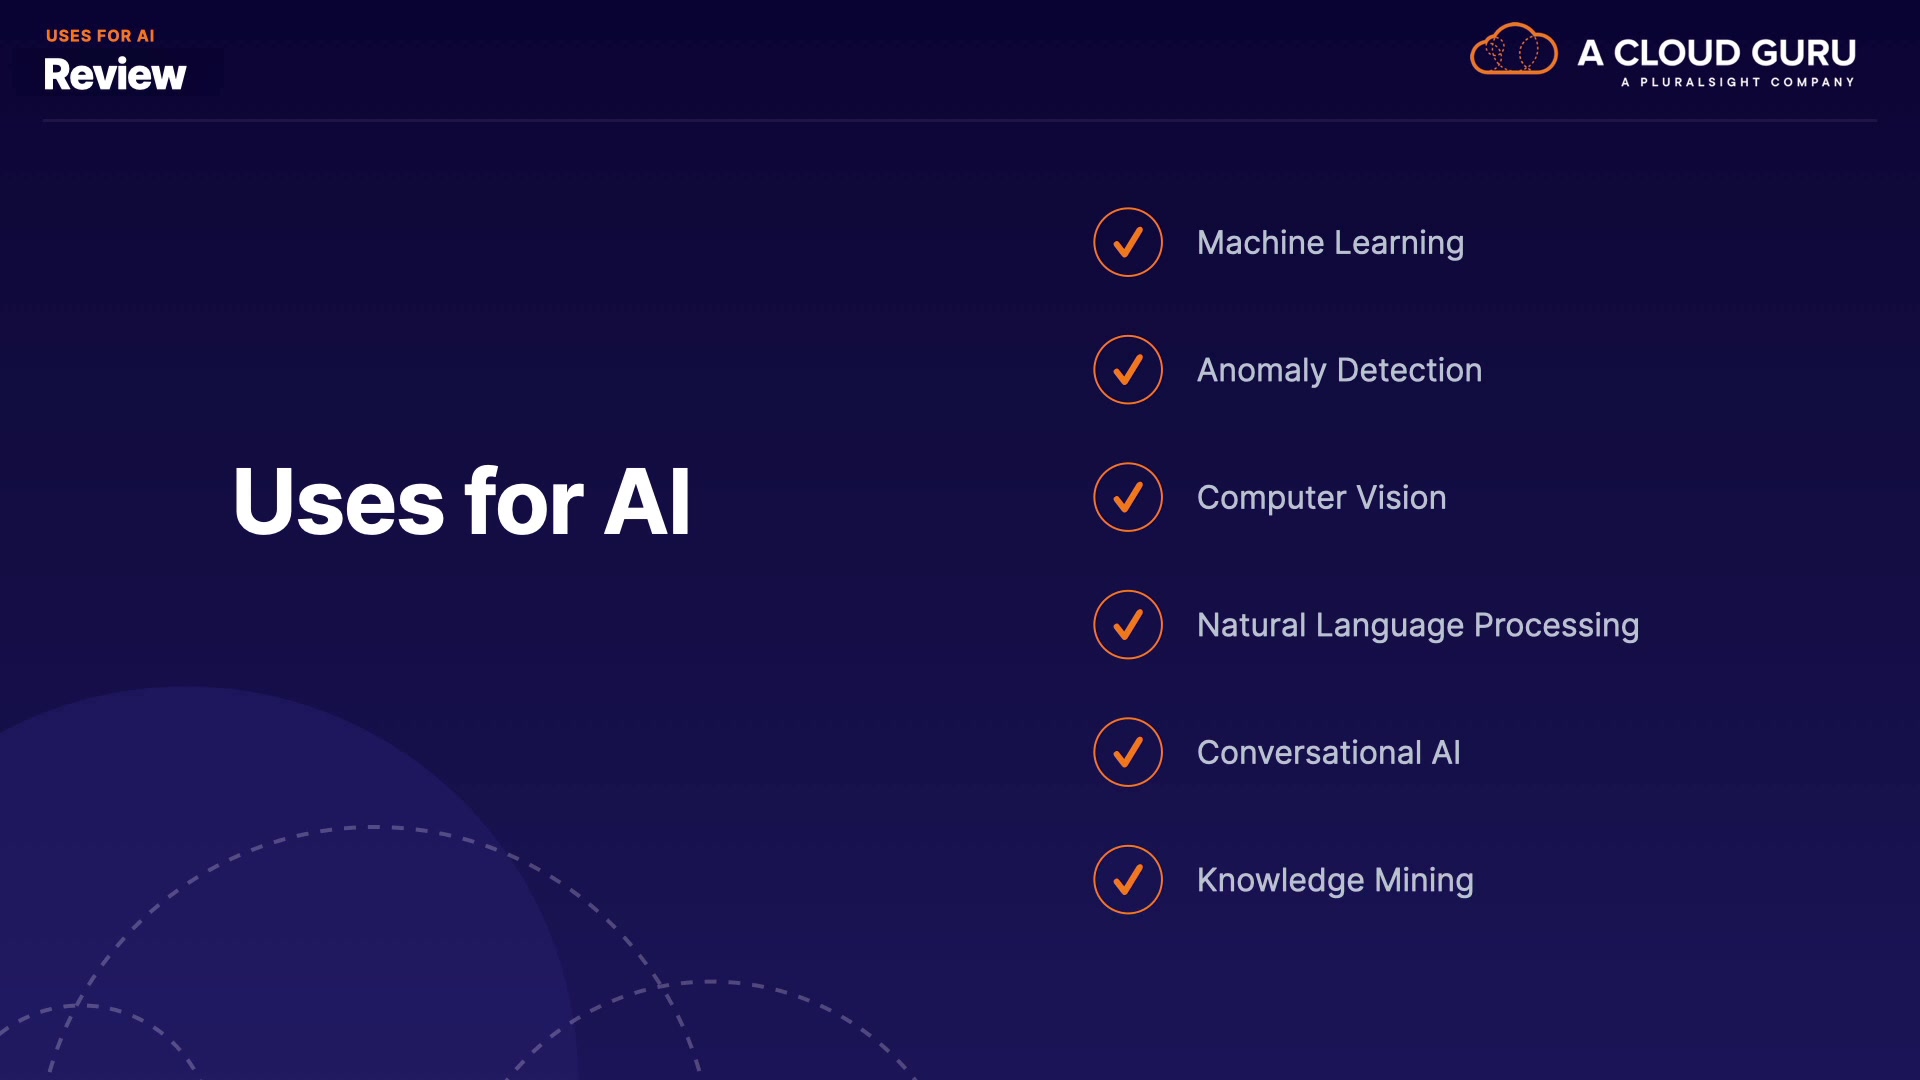 USES FOR AI
Review
A CLOUD GURU
A PLURALSIGHT COMPANY
Uses for AI
Machine Learning
Anomaly Detection
Computer Vision
Natural Language Processing
Conversational AI
Knowledge Mining